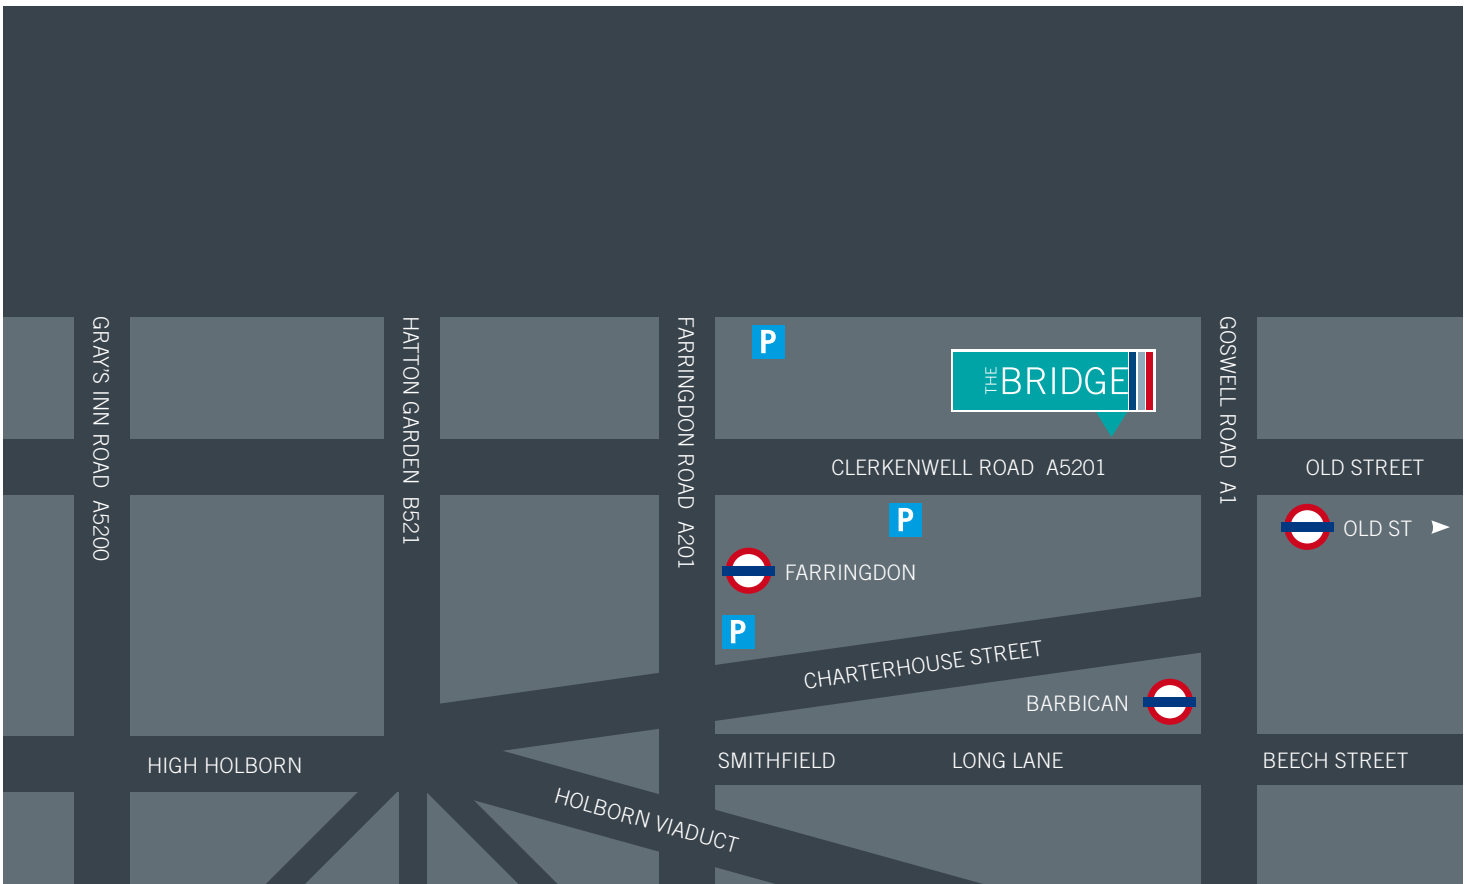 GRAY'S INN ROAD A5200
HATTON GARDEN B521
FARRINGDON ROAD A201
P
THE BRIDGE
GOSWELL ROAD A1
CLERKENWELL ROAD A5201
OLD STREET
P
OLD ST
FARRINGDON
P
CHARTERHOUSE STREET
BARBICAN
HIGH HOLBORN
SMITHFIELD
LONG LANE
BEECH STREET
HOLBORN VIADUCT